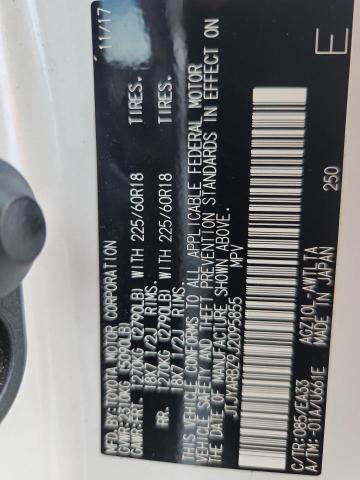 MFD.BY:TOYOTA MOTOR CORPORATION 11/17
GVWR:2310KG (5090LB)
GAWR:FRT. 1270KG (2790LB) WITH 225/60R18 TIRES.
18X7 1/2J RIMS.
RR. 1270KG (2790LB) WITH 225/60R18 TIRES.
18X7 1/2J RIMS.
THIS VEHICLE CONFORMS TO ALL APPLICABLE FEDERAL MOTOR
VEHICLE SAFETY AND THEFT PREVENTION STANDARDS IN EFFECT ON
THE DATE OF MANUFACTURE SHOWN ABOVE.
JTJYARBZ9J2095855 MPV
E
250
C/TR:085/EA33 AGZ10L-AWTLTA
A/TM:-01A/U661E MADE IN JAPAN